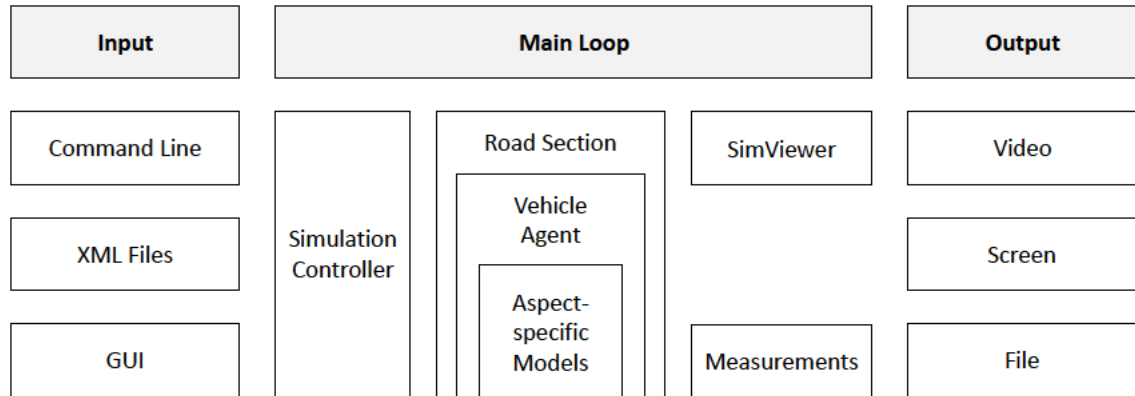 Input
Main Loop
Output
Command Line
XML Files
GUI
Simulation
Controller
Road Section
Vehicle
Agent
Aspect-
specific
Models
SimViewer
Measurements
Video
Screen
File